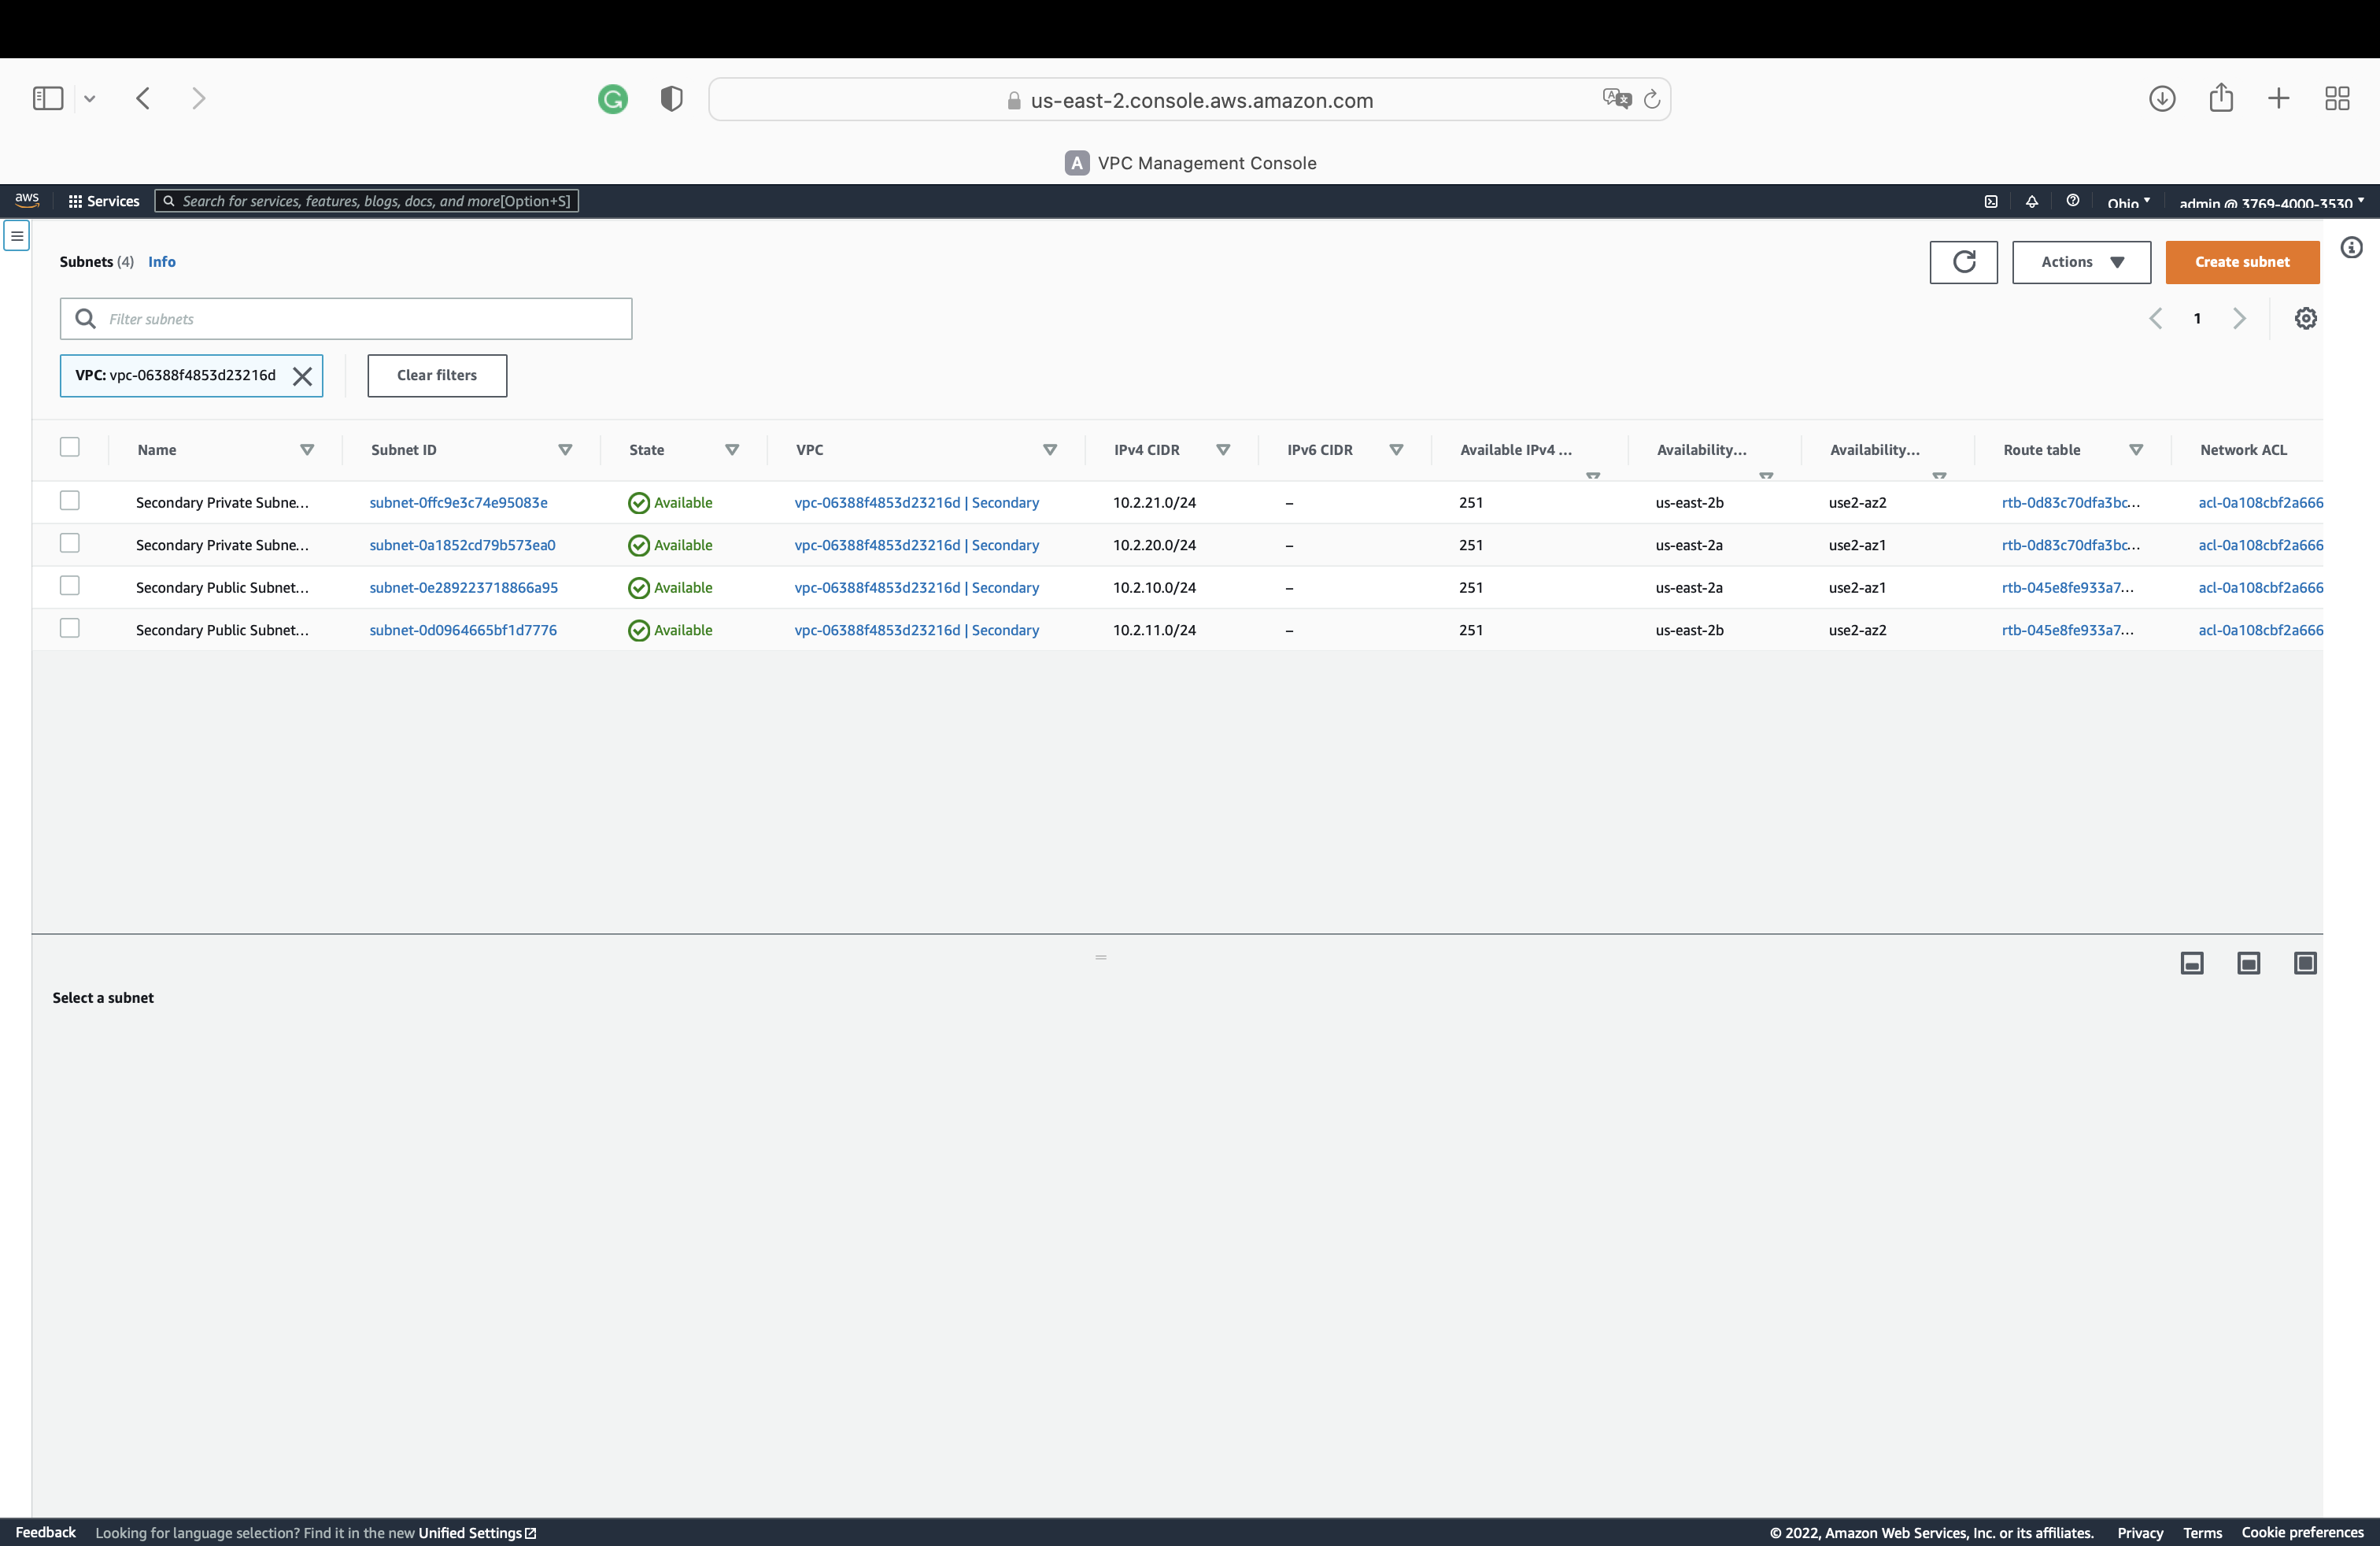 us-east-2.console.aws.amazon.com
A VPC Management Console
aws Services Search for services, features, blogs, docs, and more [Option+S] Ohio admin @ 3769-4000-3530
Subnets (4) Info Actions Create subnet
Filter subnets 1
VPC: vpc-06388f4853d23216d Clear filters
Name Subnet ID State VPC IPv4 CIDR IPv6 CIDR Available IPv4 ... Availability... Availability... Route table Network ACL
Secondary Private Subne... subnet-0ffc9e3c74e95083e Available vpc-06388f4853d23216d | Secondary 10.2.21.0/24 – 251 us-east-2b use2-az2 rtb-0d83c70dfa3bc... acl-0a108cbf2a666
Secondary Private Subne... subnet-0a1852cd79b573ea0 Available vpc-06388f4853d23216d | Secondary 10.2.20.0/24 – 251 us-east-2a use2-az1 rtb-0d83c70dfa3bc... acl-0a108cbf2a666
Secondary Public Subnet... subnet-0e289223718866a95 Available vpc-06388f4853d23216d | Secondary 10.2.10.0/24 – 251 us-east-2a use2-az1 rtb-045e8fe933a7... acl-0a108cbf2a666
Secondary Public Subnet... subnet-0d0964665bf1d7776 Available vpc-06388f4853d23216d | Secondary 10.2.11.0/24 – 251 us-east-2b use2-az2 rtb-045e8fe933a7... acl-0a108cbf2a666
Select a subnet
Feedback Looking for language selection? Find it in the new Unified Settings © 2022, Amazon Web Services, Inc. or its affiliates. Privacy Terms Cookie preferences